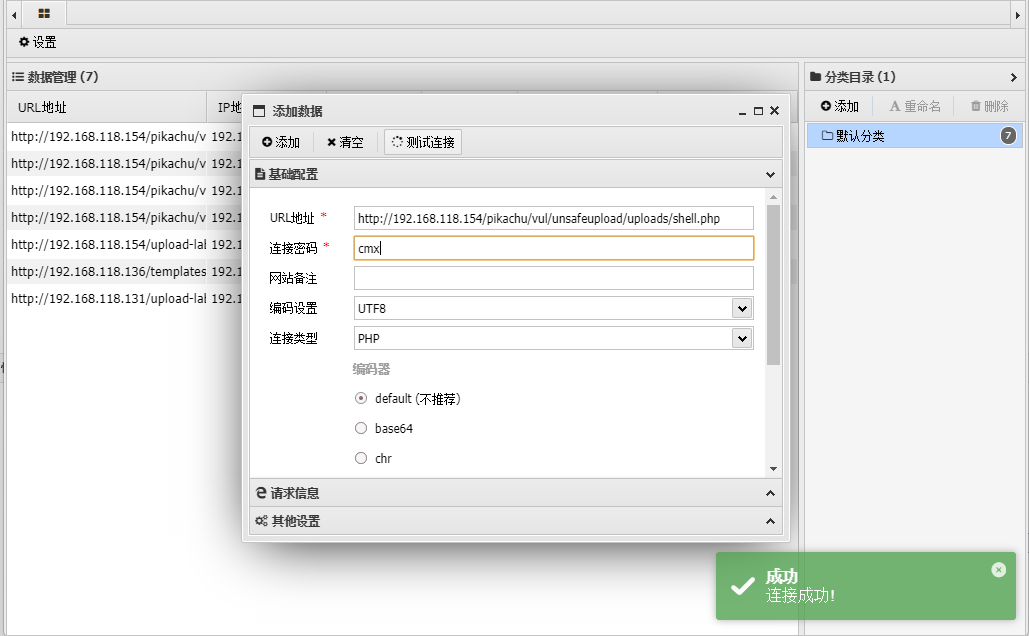 设置
数据管理 (7)
URL地址 IP地
http://192.168.118.154/pikachu/v 192.1
http://192.168.118.154/pikachu/v 192.1
http://192.168.118.154/pikachu/v 192.1
http://192.168.118.154/pikachu/v 192.1
http://192.168.118.154/upload-lal 192.1
http://192.168.118.136/templates 192.1
http://192.168.118.131/upload-lal 192.1
添加数据
添加 清空 测试连接
基础配置
URL地址 * http://192.168.118.154/pikachu/vul/unsafeupload/uploads/shell.php
连接密码 * cmx
网站备注
编码设置 UTF8
连接类型 PHP
编码器
default (不推荐)
base64
chr
请求信息
其他设置
分类目录 (1)
添加 重命名 删除
默认分类 7
成功
连接成功!